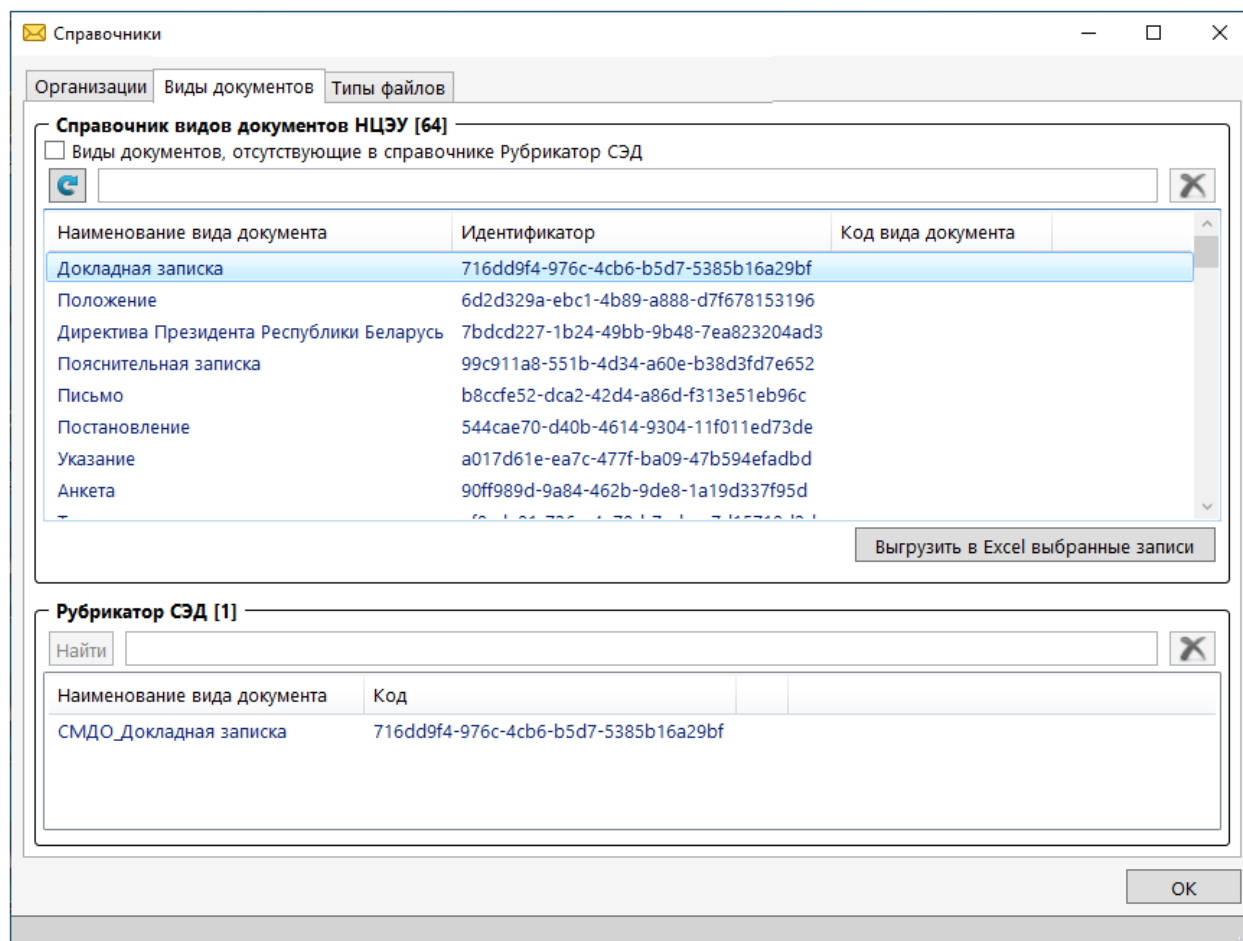 Справочники
Организации Виды документов Типы файлов
Справочник видов документов НЦЭУ [64]
Виды документов, отсутствующие в справочнике Рубрикатор СЭД
Наименование вида документа Идентификатор Код вида документа
Докладная записка 716dd9f4-976c-4cb6-b5d7-5385b16a29bf
Положение 6d2d329a-ebc1-4b89-a888-d7f678153196
Директива Президента Республики Беларусь 7bdcd227-1b24-49bb-9b48-7ea823204ad3
Пояснительная записка 99c911a8-551b-4d34-a60e-b38d3fd7e652
Письмо b8ccfe52-dca2-42d4-a86d-f313e51eb96c
Постановление 544cae70-d40b-4614-9304-11f011ed73de
Указание a017d61e-ea7c-477f-ba09-47b594efadbd
Анкета 90ff989d-9a84-462b-9de8-1a19d337f95d
Выгрузить в Excel выбранные записи
Рубрикатор СЭД [1]
Найти
Наименование вида документа Код
СМДО_Докладная записка 716dd9f4-976c-4cb6-b5d7-5385b16a29bf
ОК